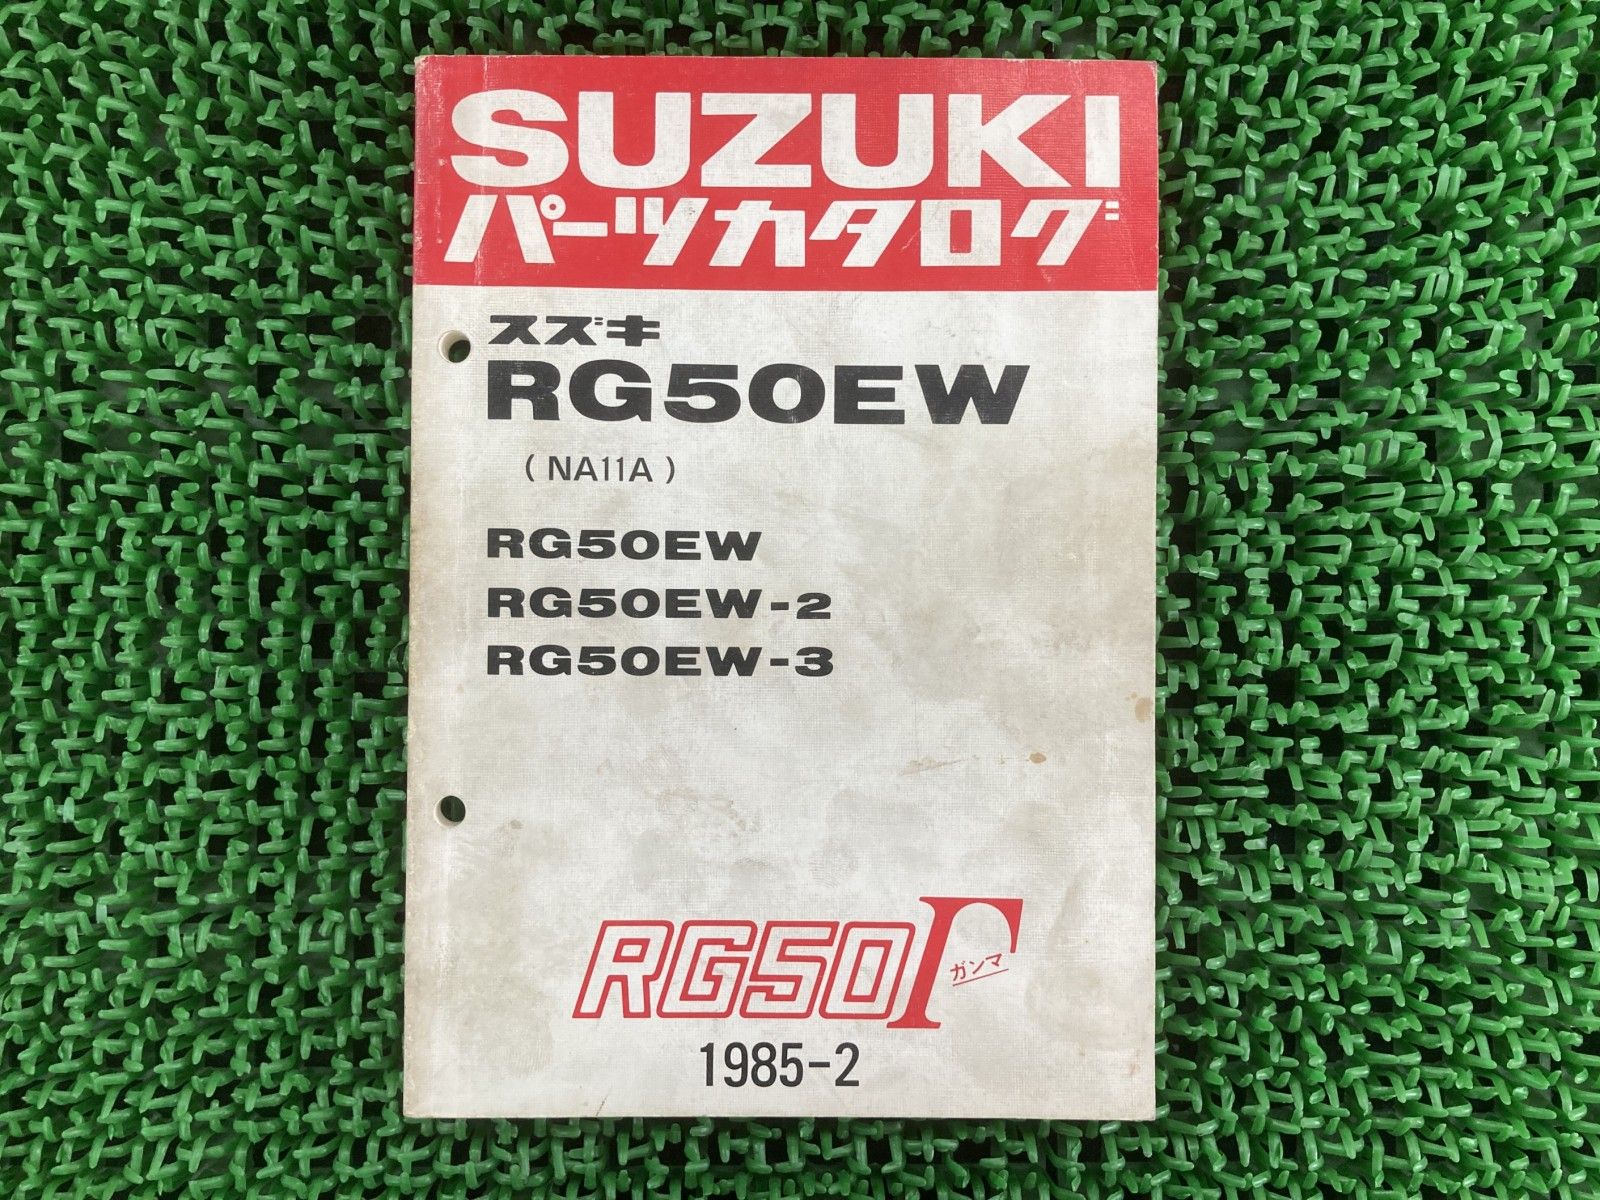 SUZUKI
パーツカタログ
スズキ
RG50EW
( NA11A )
RG50EW
RG50EW-2
RG50EW-3
RG50Γ
ガンマ
1985-2